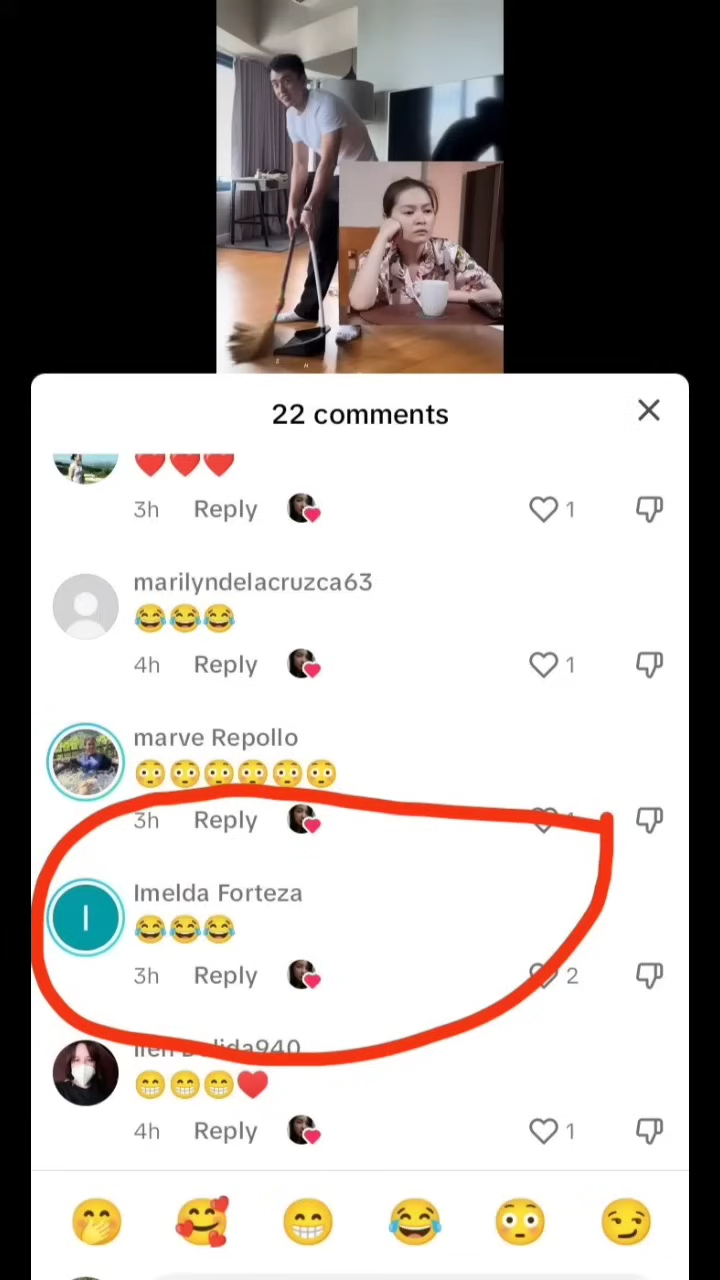 22 comments
❤️❤️❤️
3h Reply 1
marilyndelacruzca63
😂😂😂
4h Reply 1
marve Repollo
😳😳😳😳😳😳
3h Reply
Imelda Forteza
😂😂😂
3h Reply 2
😁😁😁❤️
4h Reply 1
🤭 🥰 😁 😂 😳 😏